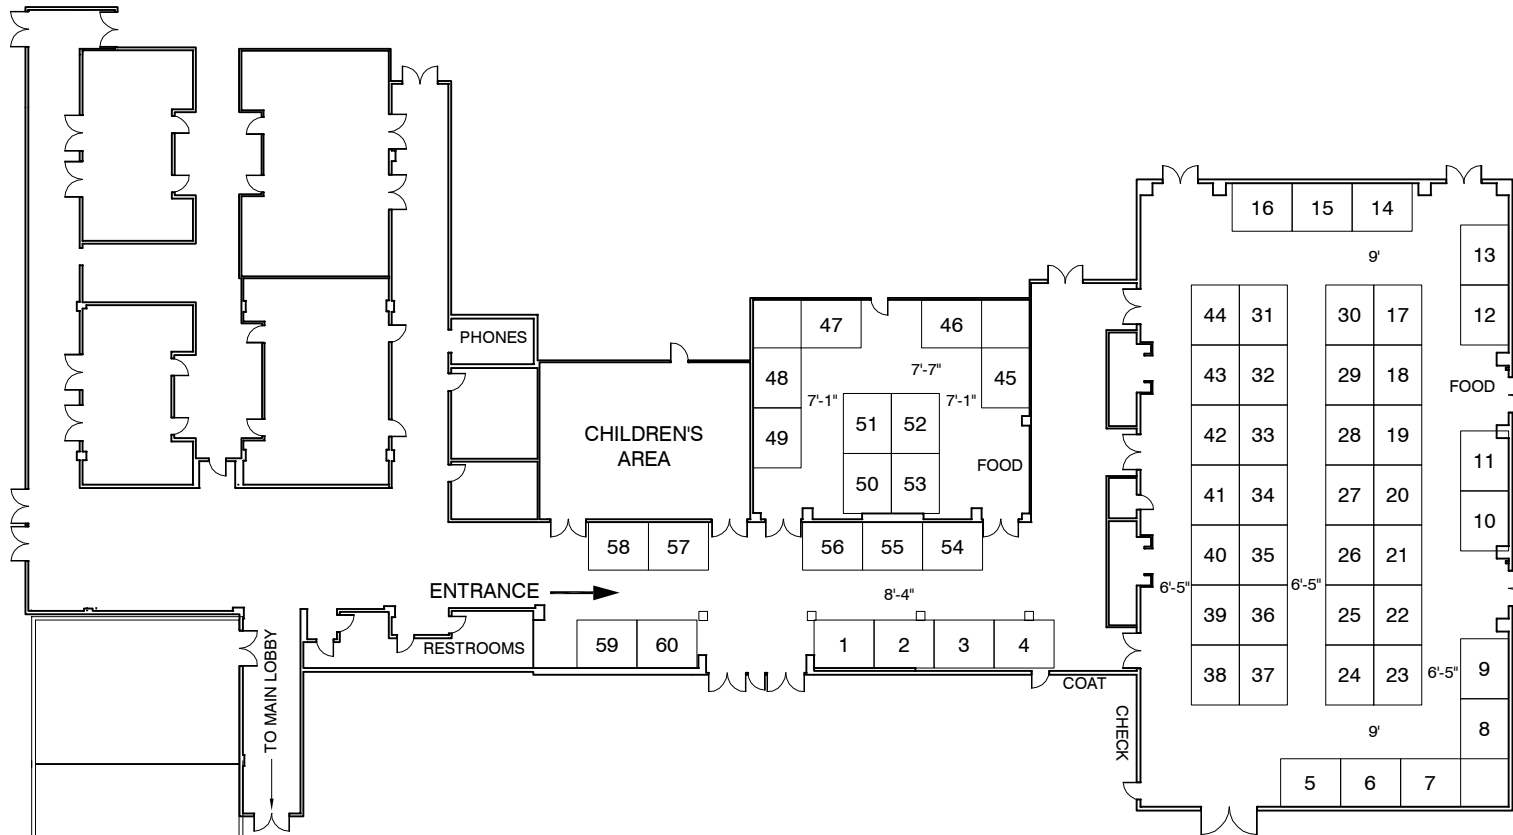 16 15 14
9'
13
12
44 31 30 17
47 46
PHONES
7'-7"
48 45
43 32 29 18
FOOD
7'-1" 7'-1"
51 52
CHILDREN'S
AREA
49
42 33 28 19
FOOD
11
50 53
41 34 27 20
10
58 57 56 55 54
40 35 26 21
ENTRANCE
8'-4"
6'-5" 6'-5"
39 36 25 22
RESTROOMS
59 60 1 2 3 4
38 37 24 23
6'-5"
9
COAT
CHECK
TO MAIN LOBBY
9'
8
5 6 7